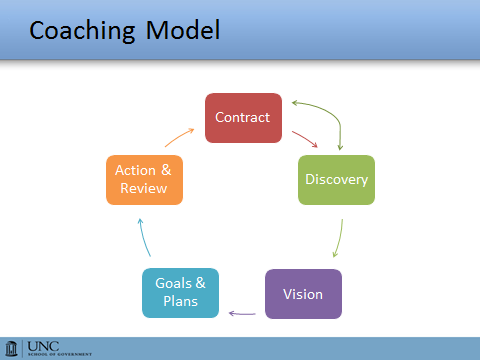 Coaching Model
Contract
Discovery
Vision
Goals &
Plans
Action &
Review
UNC
SCHOOL OF GOVERNMENT